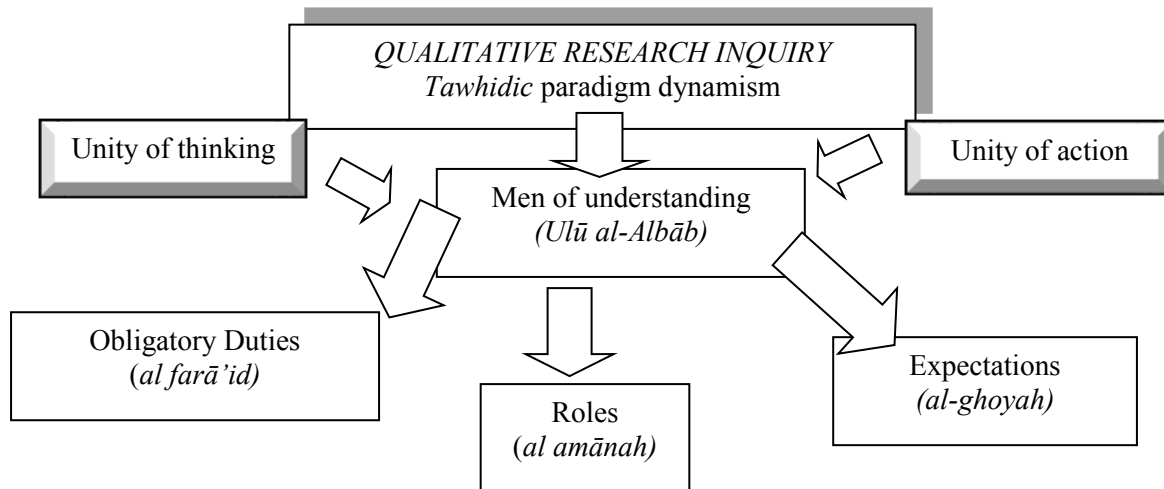 QUALITATIVE RESEARCH INQUIRY
Tawhidic paradigm dynamism
Unity of thinking
Unity of action
Men of understanding
(Ulū al-Albāb)
Obligatory Duties
(al farā’id)
Roles
(al amānah)
Expectations
(al-ghoyah)